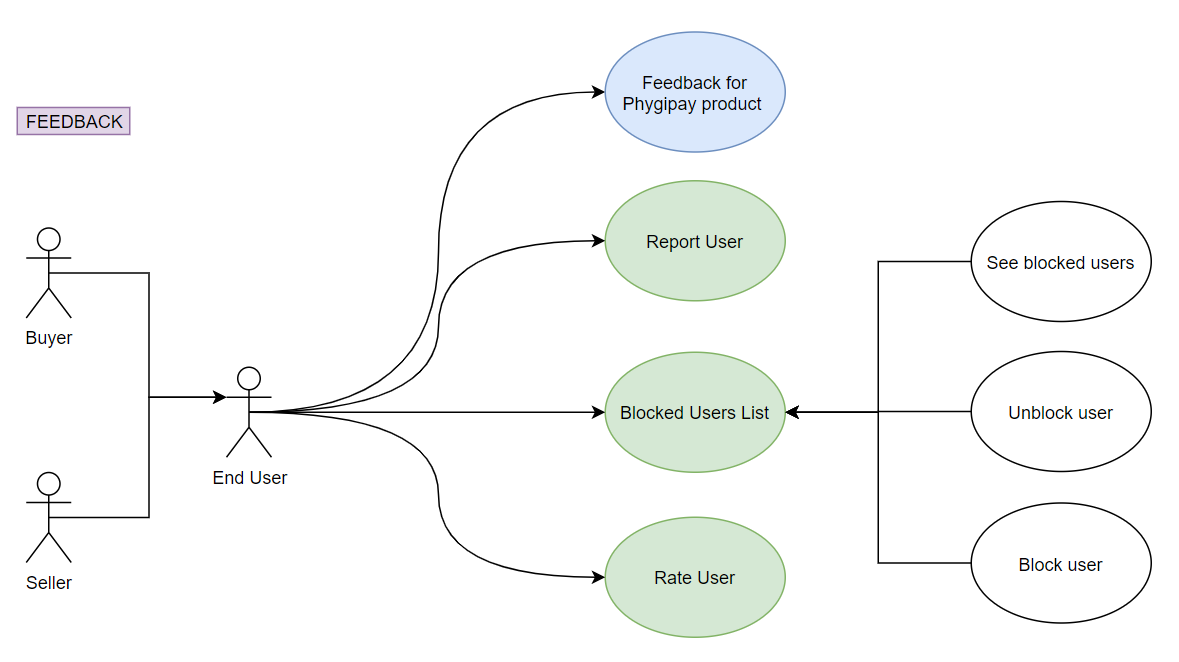 FEEDBACK
Buyer
Seller
End User
Feedback for
Phygipay product
Report User
Blocked Users List
Rate User
See blocked users
Unblock user
Block user